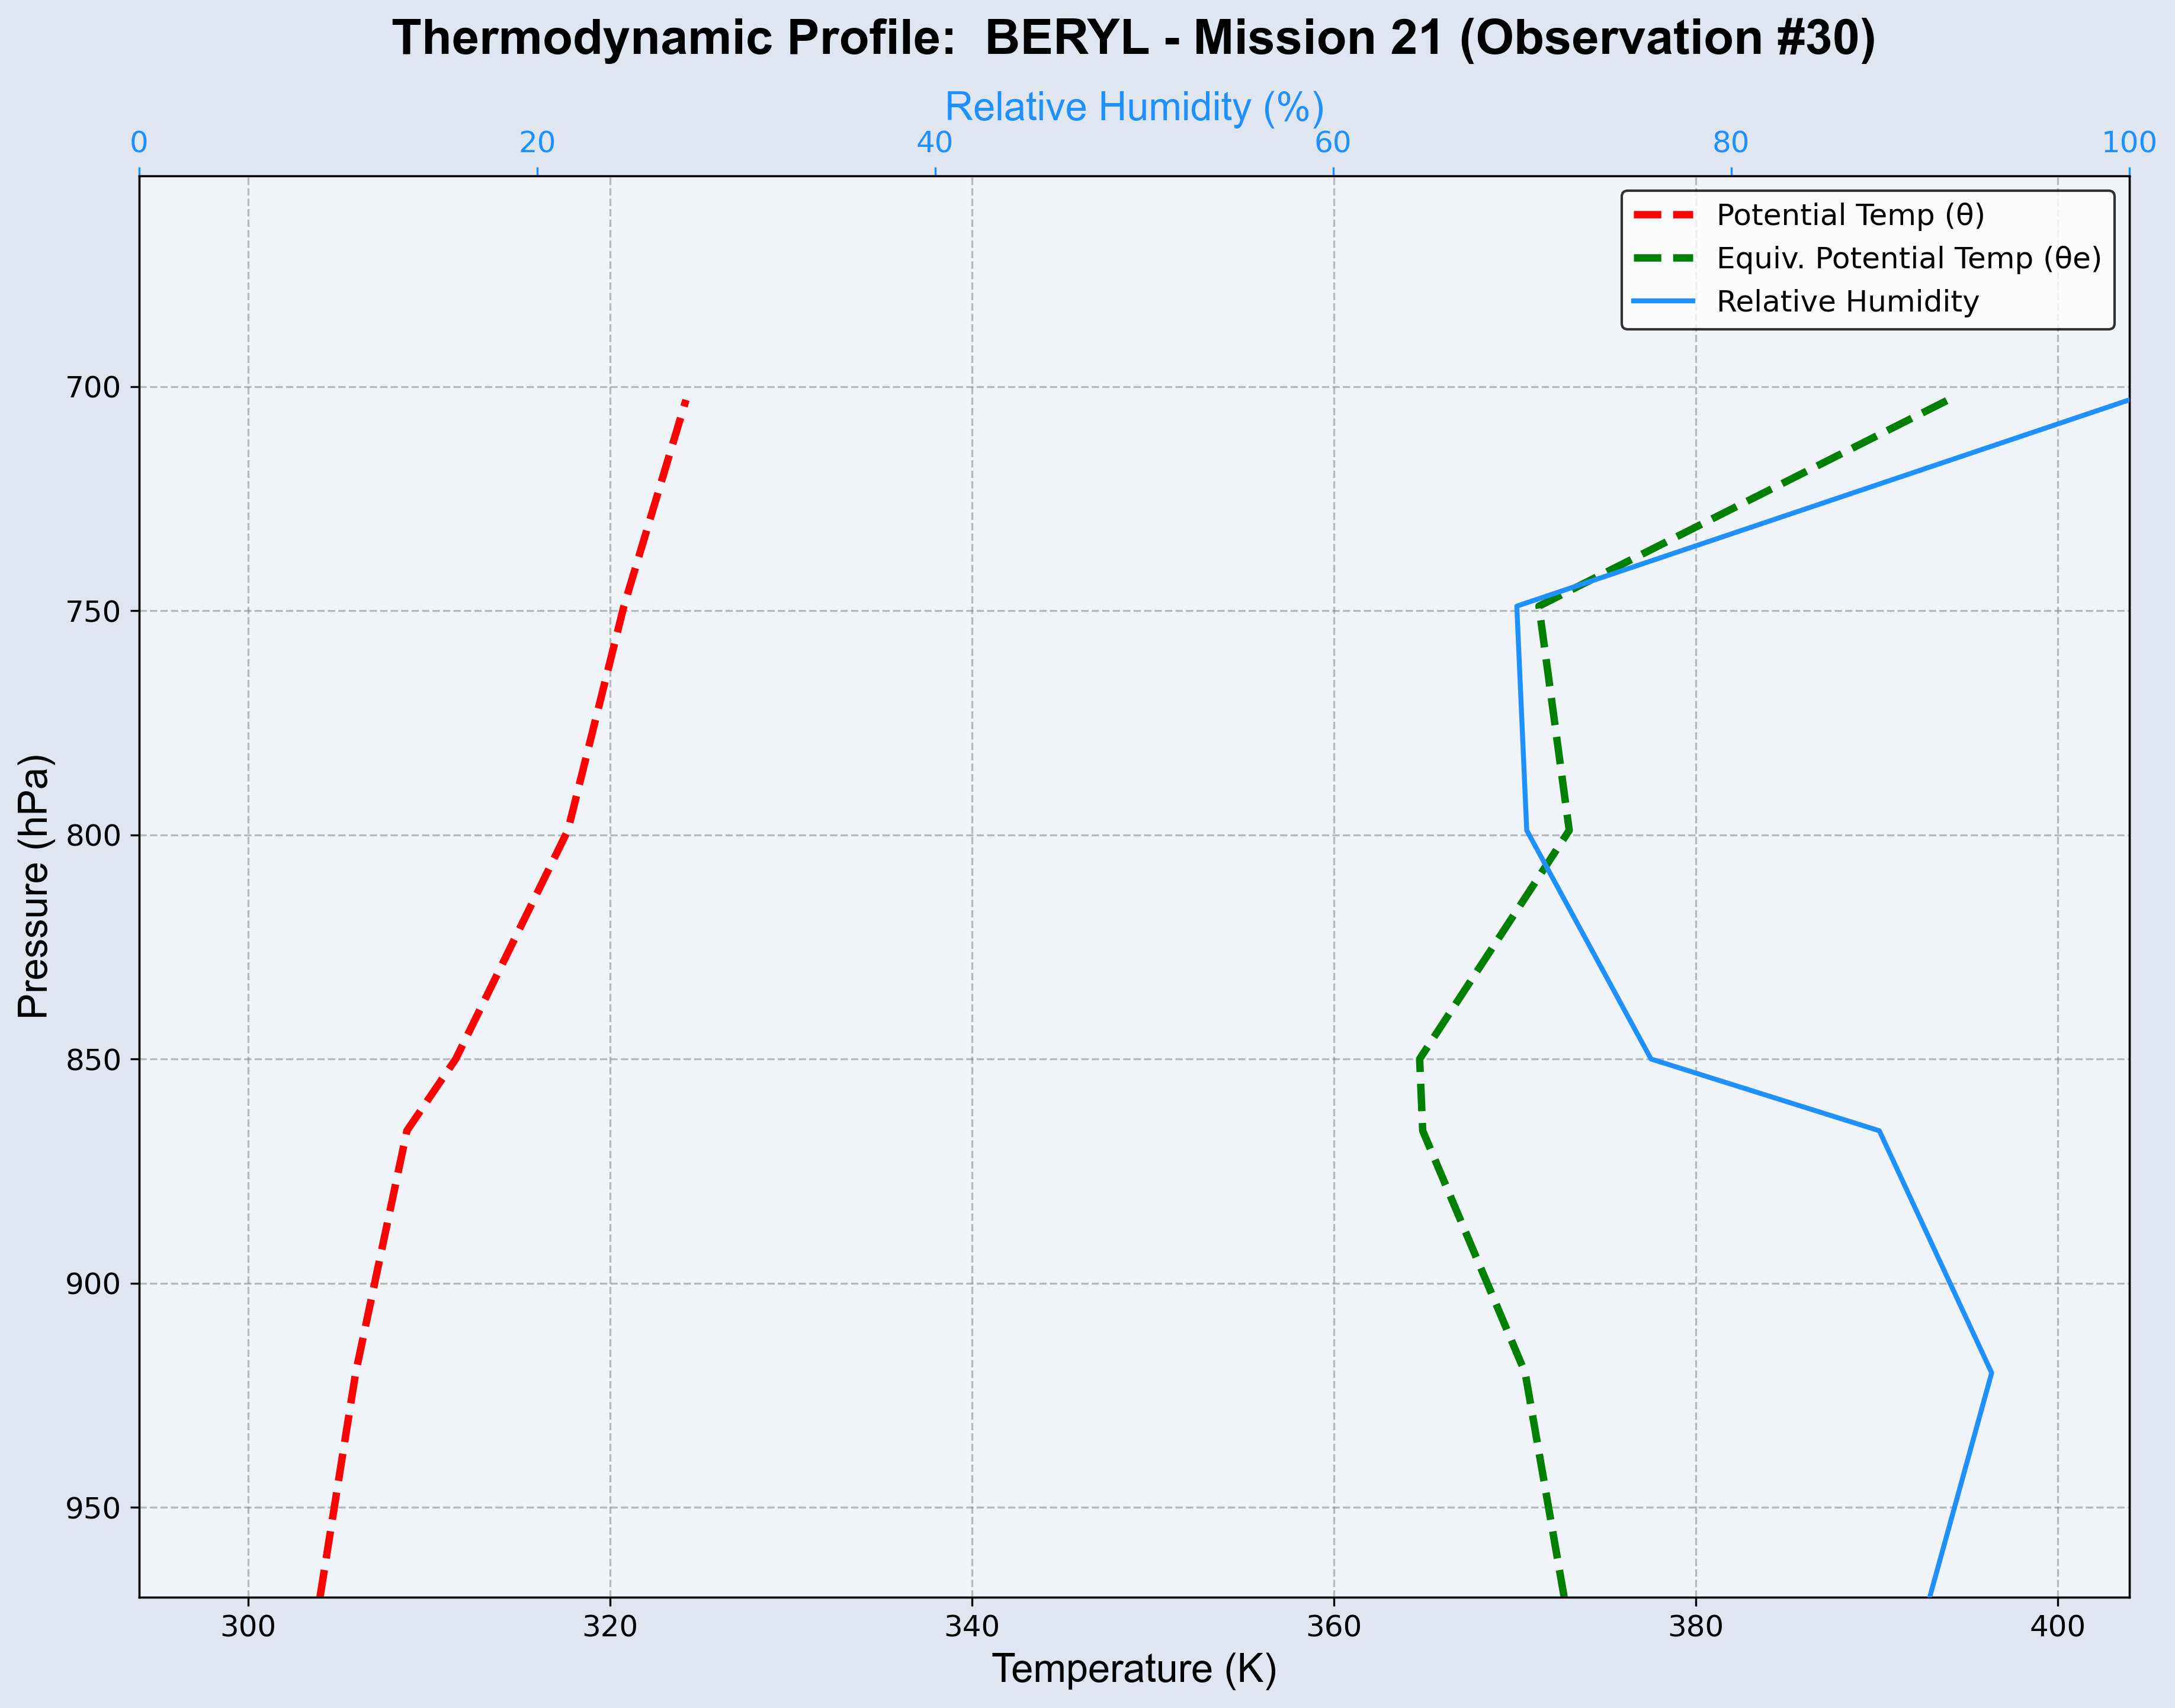 Thermodynamic Profile:  BERYL - Mission 21 (Observation #30)
Relative Humidity (%)
0 20 40 60 80 100
Potential Temp (θ)
Equiv. Potential Temp (θe)
Relative Humidity
Pressure (hPa)
700
750
800
850
900
950
300 320 340 360 380 400
Temperature (K)